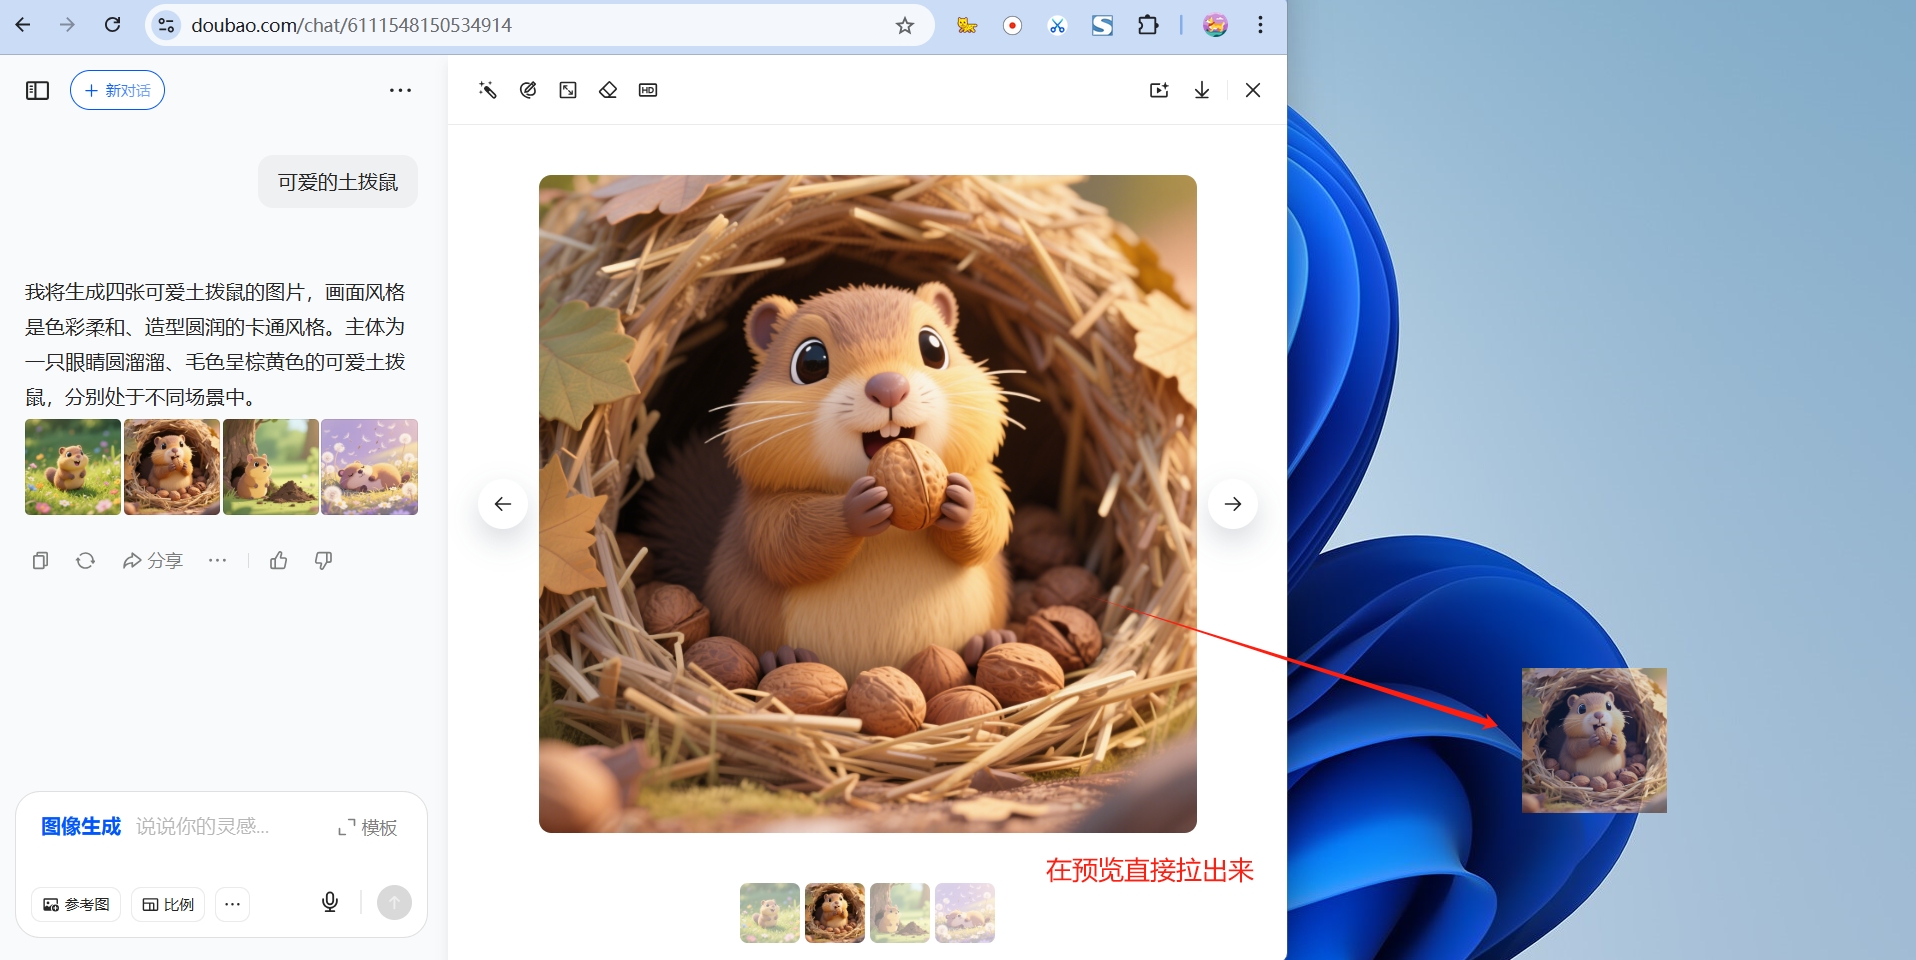 doubao.com/chat/6111548150534914
新对话
可爱的土拨鼠
我将生成四张可爱土拨鼠的图片，画面风格
是色彩柔和、造型圆润的卡通风格。主体为
一只眼睛圆溜溜、毛色呈棕黄色的可爱土拨
鼠，分别处于不同场景中。
分享
图像生成 说说你的灵感... 模板
参考图 比例
HD
在预览直接拉出来